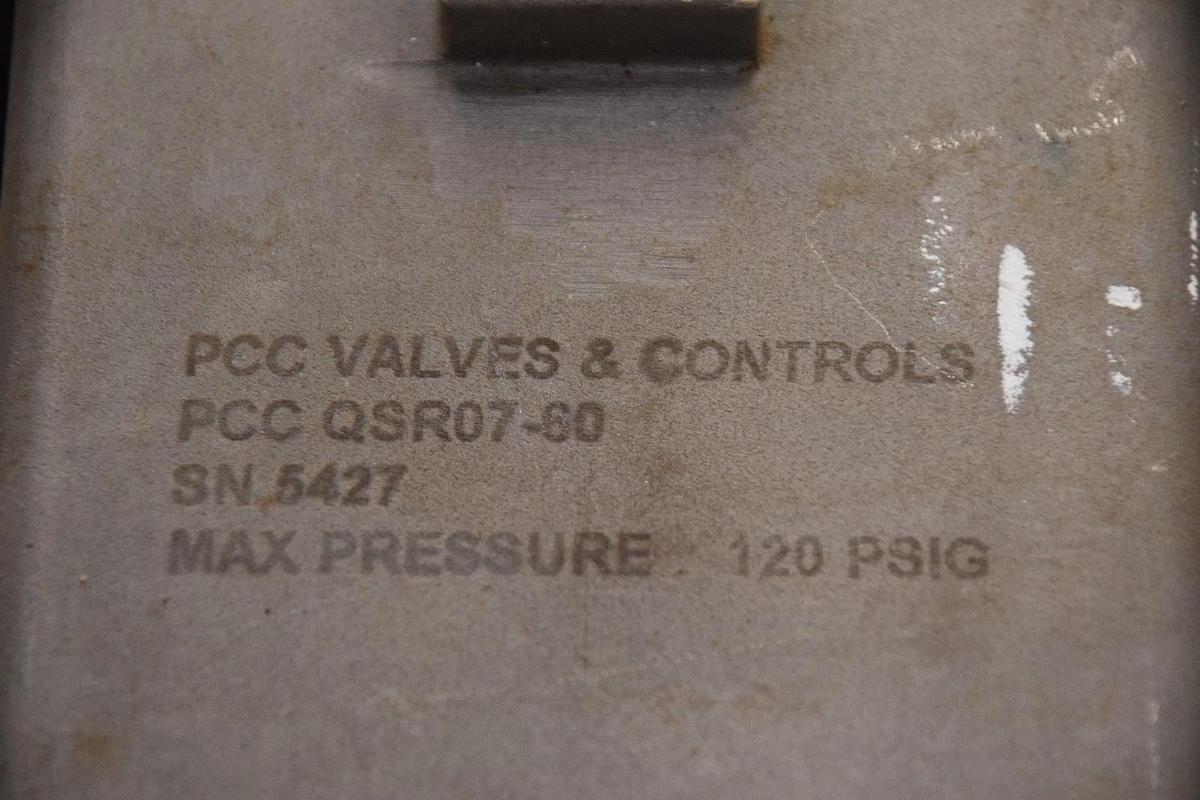 PCC VALVES & CONTROLS
PCC QSR07-60
SN 5427
MAX PRESSURE 120 PSIG